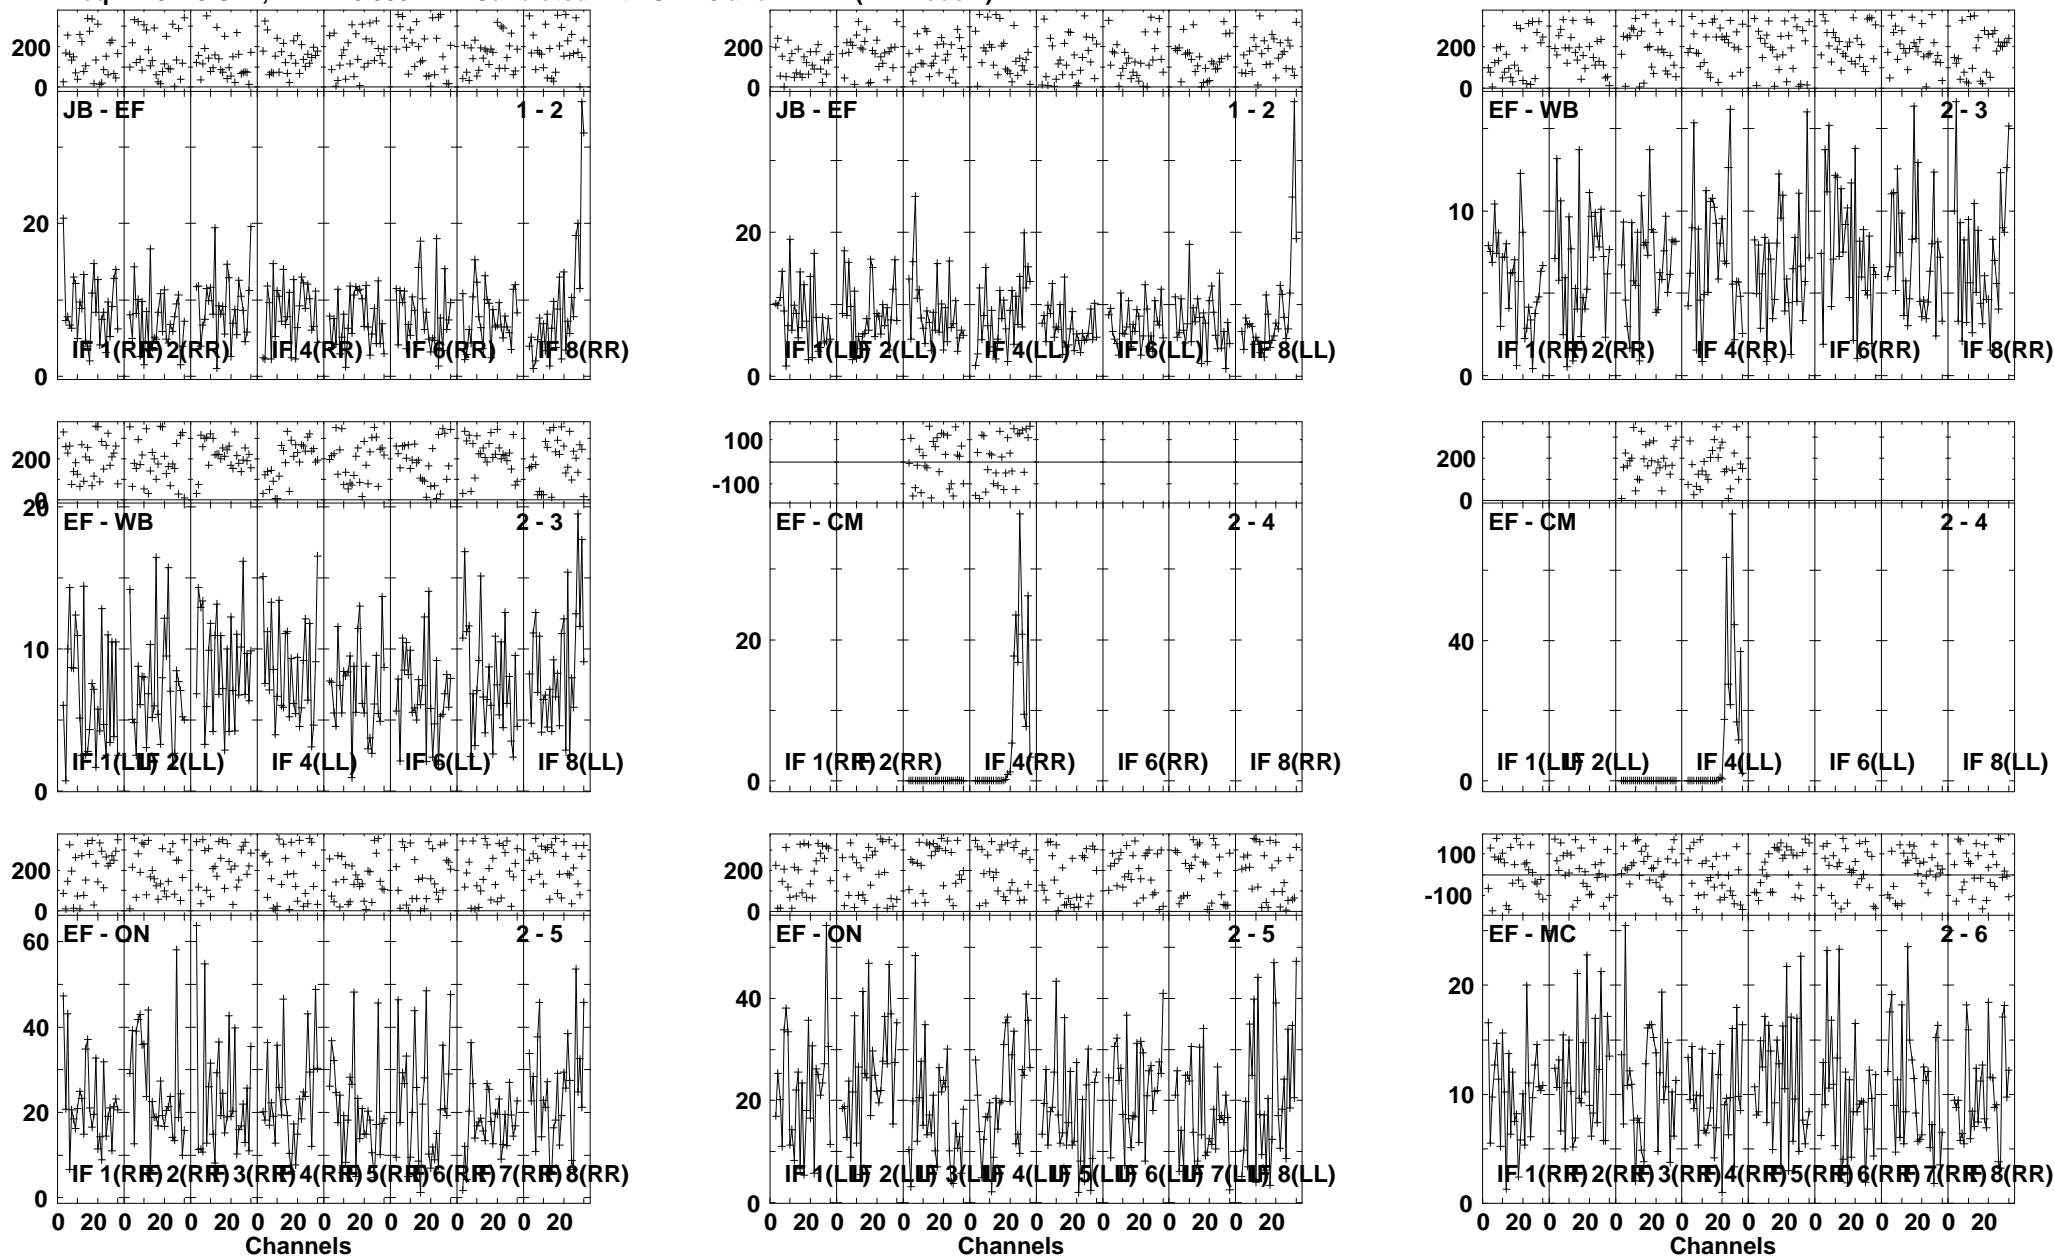 200
0
JB - EF 1 - 2
20
0
IF 1(RR) IF 2(RR) IF 4(RR) IF 6(RR) IF 8(RR)
200
0
JB - EF 1 - 2
20
0
IF 1(LL) IF 2(LL) IF 4(LL) IF 6(LL) IF 8(LL)
200
0
EF - WB 2 - 3
10
0
IF 1(RR) IF 2(RR) IF 4(RR) IF 6(RR) IF 8(RR)
200
0
20
EF - WB 2 - 3
10
0
IF 1(LL) IF 2(LL) IF 4(LL) IF 6(LL) IF 8(LL)
100
-100
EF - CM 2 - 4
20
0
IF 1(RR) IF 2(RR) IF 4(RR) IF 6(RR) IF 8(RR)
200
0
EF - CM 2 - 4
40
0
IF 1(LL) IF 2(LL) IF 4(LL) IF 6(LL) IF 8(LL)
200
0
EF - ON 2 - 5
60
40
20
0
IF 1(RR) IF 2(RR) IF 3(RR) IF 4(RR) IF 5(RR) IF 6(RR) IF 7(RR) IF 8(RR)
0 20 0 20 0 20 0 20 0 20 0 20 0 20 0 20
Channels
200
0
EF - ON 2 - 5
40
20
0
IF 1(LL) IF 2(LL) IF 3(LL) IF 4(LL) IF 5(LL) IF 6(LL) IF 7(LL) IF 8(LL)
0 20 0 20 0 20 0 20 0 20 0 20 0 20 0 20
Channels
100
-100
EF - MC 2 - 6
20
10
0
IF 1(RR) IF 2(RR) IF 3(RR) IF 4(RR) IF 5(RR) IF 6(RR) IF 7(RR) IF 8(RR)
0 20 0 20 0 20 0 20 0 20 0 20 0 20 0 20
Channels